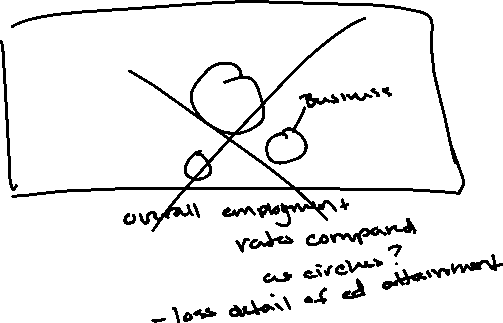 Business
overall employment
rates compared
as circles?
- loss detail of ed attainment